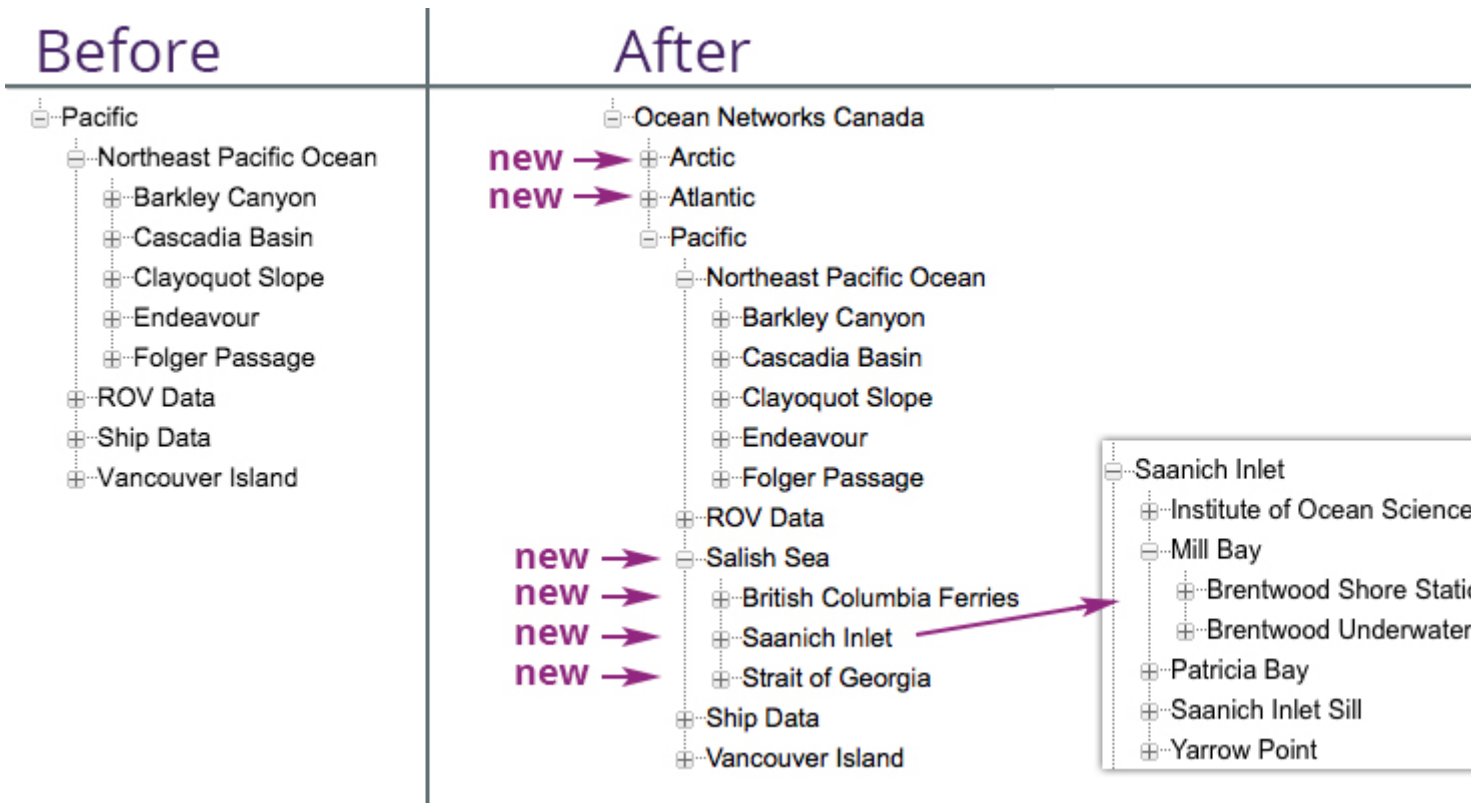 Before
Pacific
Northeast Pacific Ocean
Barkley Canyon
Cascadia Basin
Clayoquot Slope
Endeavour
Folger Passage
ROV Data
Ship Data
Vancouver Island
After
Ocean Networks Canada
new Arctic
new Atlantic
Pacific
Northeast Pacific Ocean
Barkley Canyon
Cascadia Basin
Clayoquot Slope
Endeavour
Folger Passage
ROV Data
new Salish Sea
new British Columbia Ferries
new Saanich Inlet
new Strait of Georgia
Ship Data
Vancouver Island
Saanich Inlet
Institute of Ocean Science
Mill Bay
Brentwood Shore
Brentwood Underwater
Patricia Bay
Saanich Inlet Sill
Yarrow Point